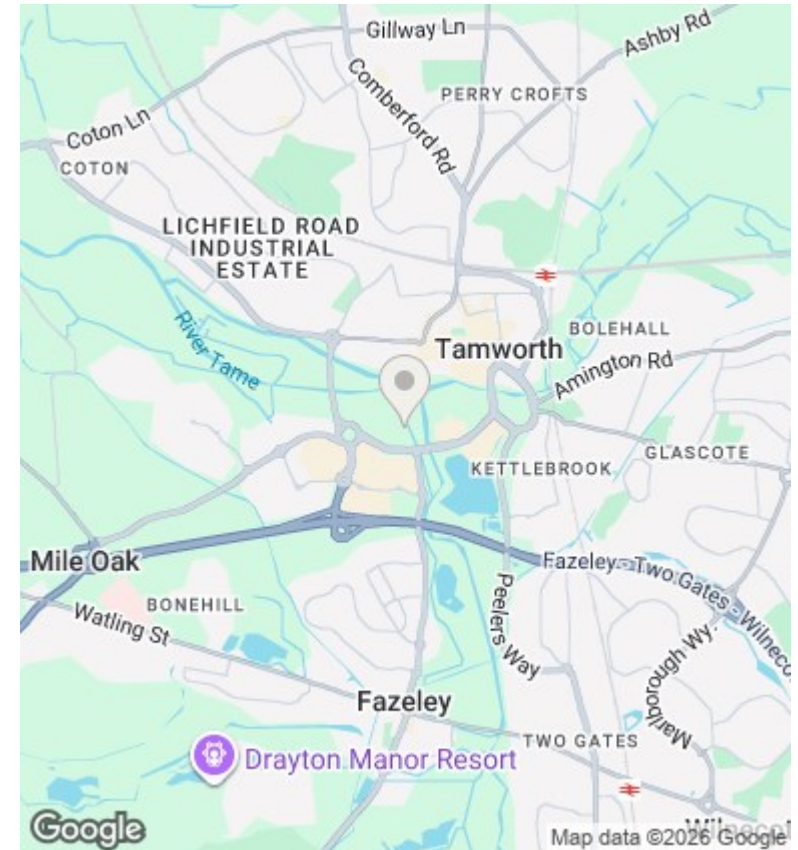 Gillway Ln
Ashby Rd
Comberford Rd
PERRY CROFTS
Coton Ln
COTON
LICHFIELD ROAD
INDUSTRIAL
ESTATE
River Tame
BOLEHALL
Tamworth
Amington Rd
GLASCOTE
KETTLEBROOK
Mile Oak
Fazeley - Two Gates - Wilnecot
BONEHILL
Watling St
Peelers Way
Marlborough Wy.
Fazeley
TWO GATES
Drayton Manor Resort
Wilnecot
Google
Map data ©2026 Google